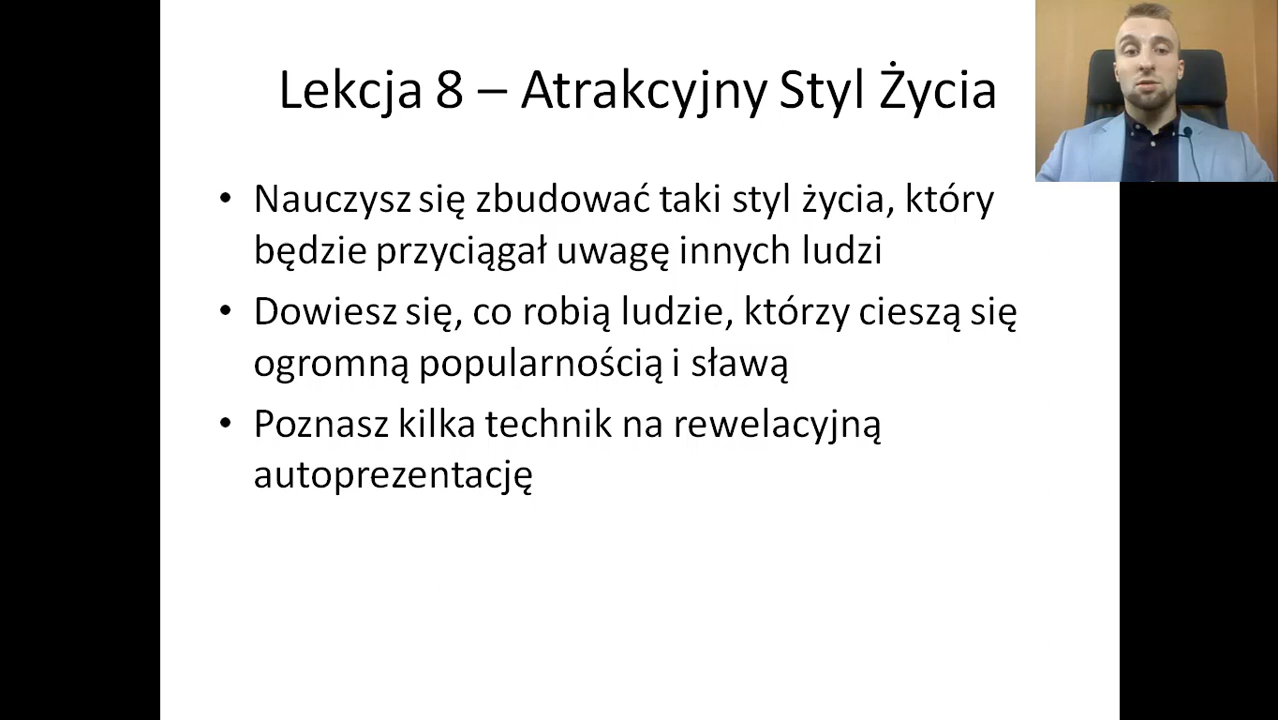 Lekcja 8 – Atrakcyjny Styl Życia
• Nauczysz się zbudować taki styl życia, który
będzie przyciągał uwagę innych ludzi
• Dowiesz się, co robią ludzie, którzy cieszą się
ogromną popularnością i sławą
• Poznasz kilka technik na rewelacyjną
autoprezentację